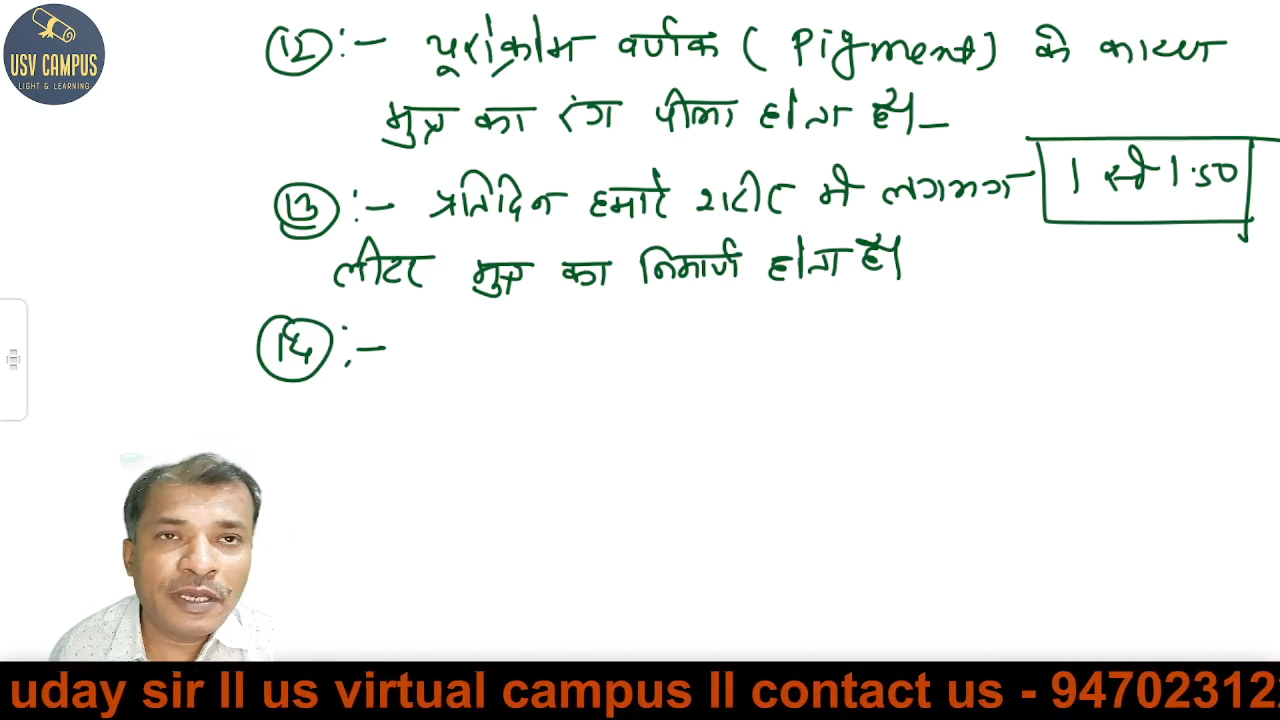 USV CAMPUS
LIGHT & LEARNING
12 :- यूरोक्रोम वर्णक ( Pigment ) के कारण
मुत्र का रंग पीला होता है।
13 :- प्रतिदिन हमारे शरीर में लगभग - 1 से 1.50
लीटर मुत्र का निमार्ण होता है।
:-
uday sir ll us virtual campus ll contact us - 94702312